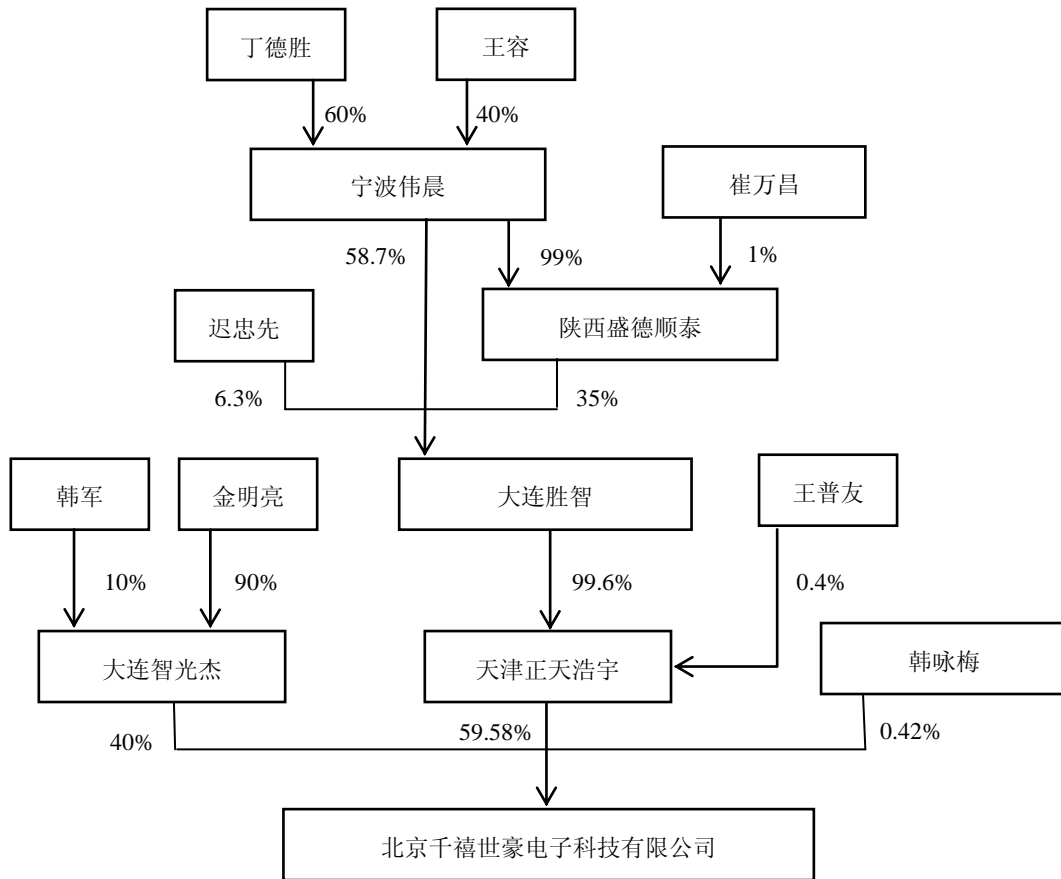 丁德胜
王容
60%
40%
宁波伟晨
崔万昌
58.7%
99%
1%
迟忠先
陕西盛德顺泰
6.3%
35%
韩军
金明亮
大连胜智
王普友
10%
90%
99.6%
0.4%
大连智光杰
天津正天浩宇
韩咏梅
40%
59.58%
0.42%
北京千禧世豪电子科技有限公司